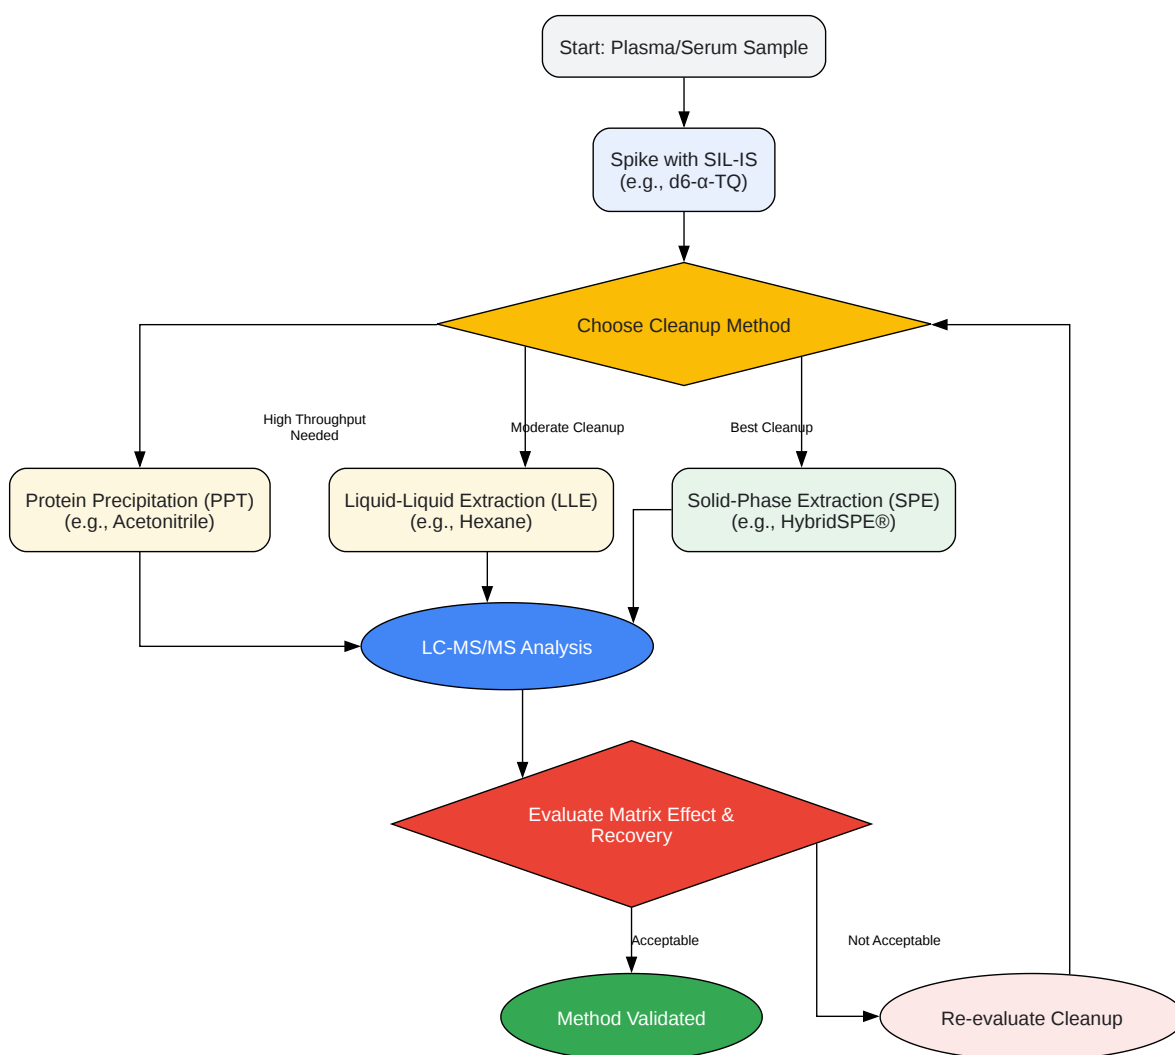 Start: Plasma/Serum Sample
Spike with SIL-IS
(e.g., d6-α-TQ)
Choose Cleanup Method
High Throughput
Needed
Moderate Cleanup
Best Cleanup
Protein Precipitation (PPT)
(e.g., Acetonitrile)
Liquid-Liquid Extraction (LLE)
(e.g., Hexane)
Solid-Phase Extraction (SPE)
(e.g., HybridSPE®)
LC-MS/MS Analysis
Evaluate Matrix Effect &
Recovery
Acceptable
Not Acceptable
Method Validated
Re-evaluate Cleanup